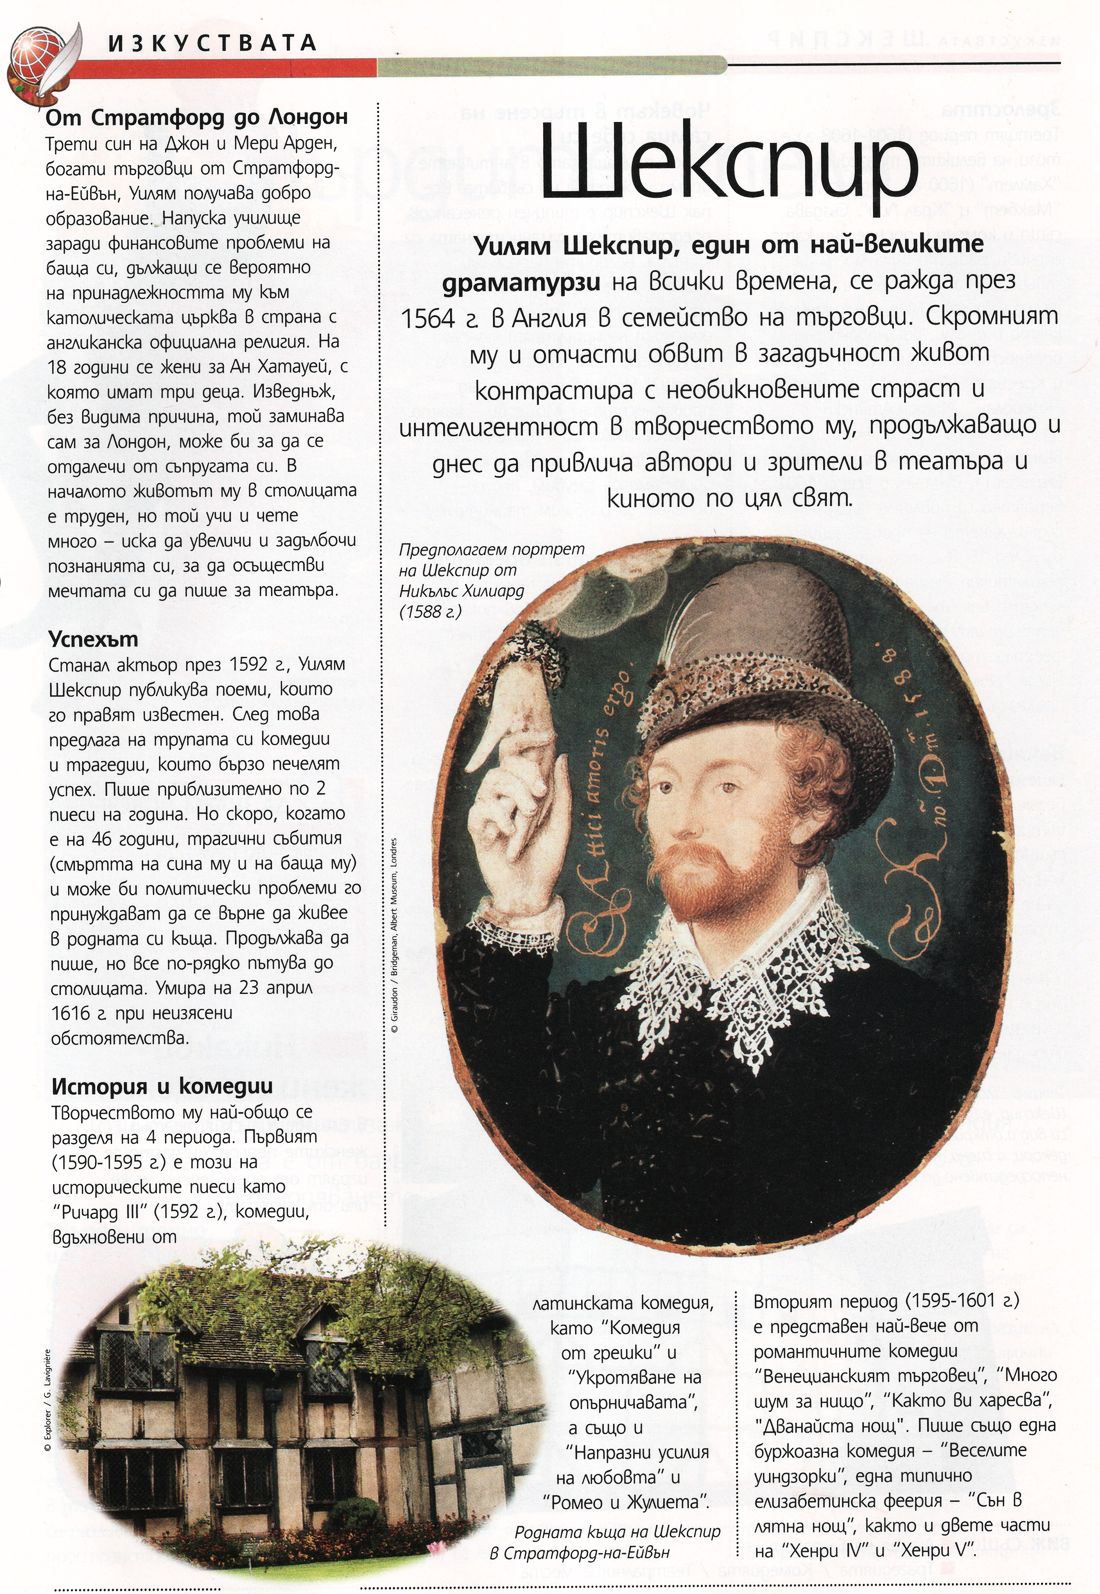 ИЗКУСТВАТА
От Стратфорд до Лондон
Трети син на Джон и Мери Арден,
богати търговци от Стратфорд-
на-Ейвън, Уилям получава добро
образование. Напуска училище
заради финансовите проблеми на
баща си, дължащи се вероятно
на принадлежността му към
католическата църква в страна с
англиканска официална религия. На
18 години се жени за Ан Хатауей, с
която имат три деца. Изведнъж,
без видима причина, той заминава
сам за Лондон, може би за да се
отдалечи от съпругата си. В
началото животът му в столицата
е труден, но той учи и чете
много – иска да увеличи и задълбочи
познанията си, за да осъществи
мечтата си да пише за театъра.
Успехът
Станал актьор през 1592 г., Уилям
Шекспир публикува поеми, които
го правят известен. След това
предлага на трупата си комедии
и трагедии, които бързо печелят
успех. Пише приблизително по 2
пиеси на година. Но скоро, когато
е на 46 години, трагични събития
(смъртта на сина му и на баща му)
и може би политически проблеми го
принуждават да се върне да живее
в родната си къща. Продължава да
пише, но все по-рядко пътува до
столицата. Умира на 23 април
1616 г. при неизясени
обстоятелства.
История и комедии
Творчеството му най-общо се
разделя на 4 периода. Първият
(1590-1595 г.) е този на
историческите пиеси като
“Ричард III” (1592 г.), комедии,
вдъхновени от
Шекспир
Уилям Шекспир, един от най-великите
драматурзи на всички времена, се ражда през
1564 г. в Англия в семейство на търговци. Скромният
му и отчасти обвит в загадъчност живот
контрастира с необикновените страст и
интелигентност в творчеството му, продължаващо и
днес да привлича автори и зрители в театъра и
киното по цял свят.
Предполагаем портрет
на Шекспир от
Никълъс Хилиард
(1588 г.)
Attici amoris ergo.
Año. Dm. 1588.
© Giraudon / Bridgeman, Albert Museum, Londres
© Explorer / G. Lavignière
латинската комедия,
като “Комедия
от грешки” и
“Укротяване на
опърничавата”,
а също и
“Напразни усилия
на любовта” и
“Ромео и Жулиета”.
Родната къща на Шекспир
в Стратфорд-на-Ейвън
Вторият период (1595-1601 г.)
е представен най-вече от
романтичните комедии
“Венецианският търговец”, “Много
шум за нищо”, “Както ви харесва”,
"Дванайста нощ". Пише също една
буржоазна комедия – “Веселите
уиндзорки”, една типично
елизабетинска феерия – “Сън в
лятна нощ”, както и двете части
на “Хенри IV” и “Хенри V”.